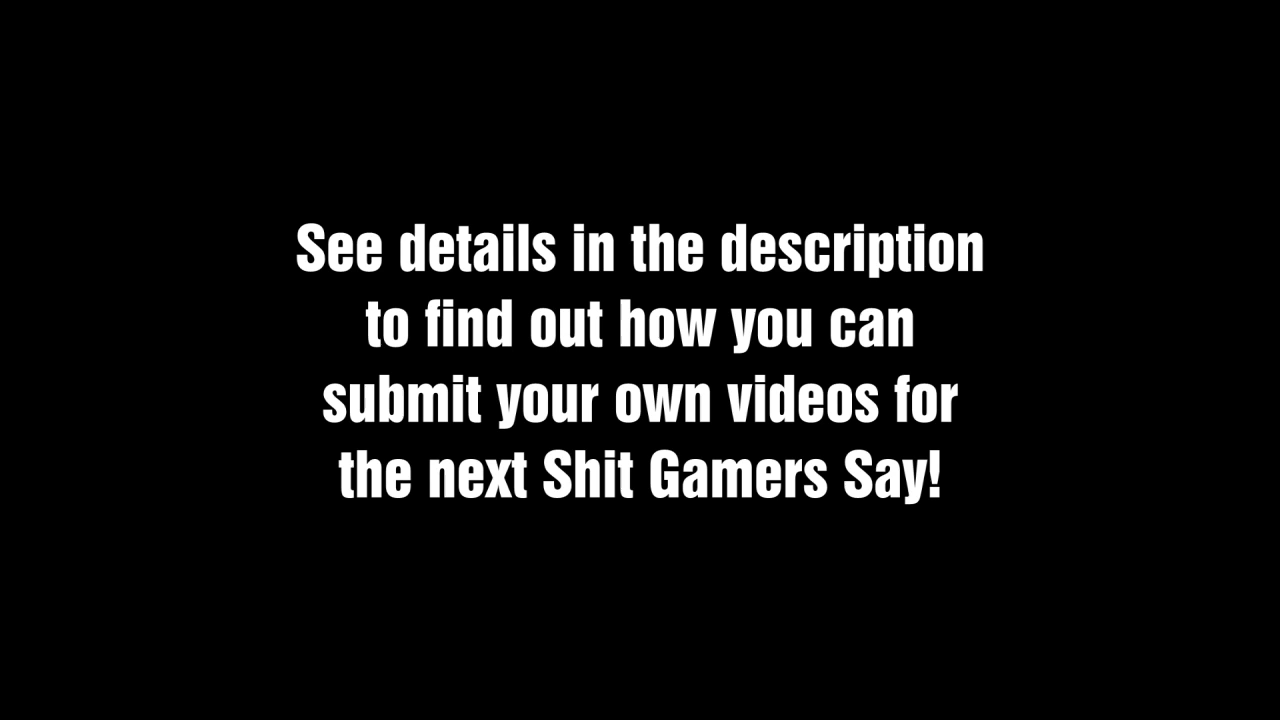 See details in the description
to find out how you can
submit your own videos for
the next Shit Gamers Say!